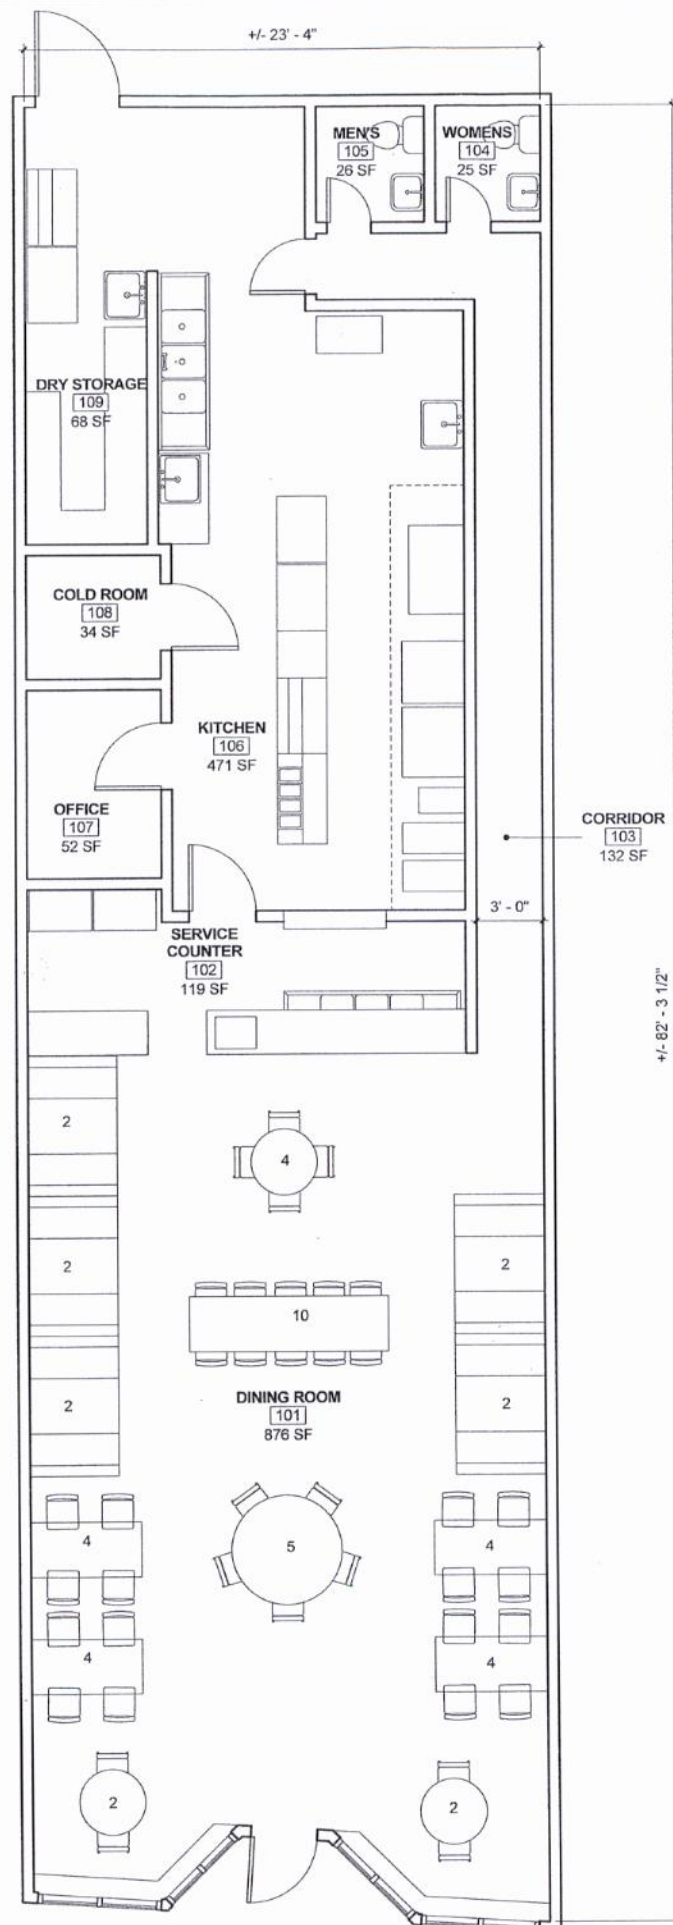 +/- 23' - 4"
MEN'S
105
26 SF
WOMENS
104
25 SF
DRY STORAGE
109
68 SF
COLD ROOM
108
34 SF
KITCHEN
106
471 SF
OFFICE
107
52 SF
CORRIDOR
103
132 SF
3' - 0"
SERVICE
COUNTER
102
119 SF
+/- 82' - 3 1/2"
2
4
2
2
10
2
2
DINING ROOM
101
876 SF
4
5
4
4
4
2
2